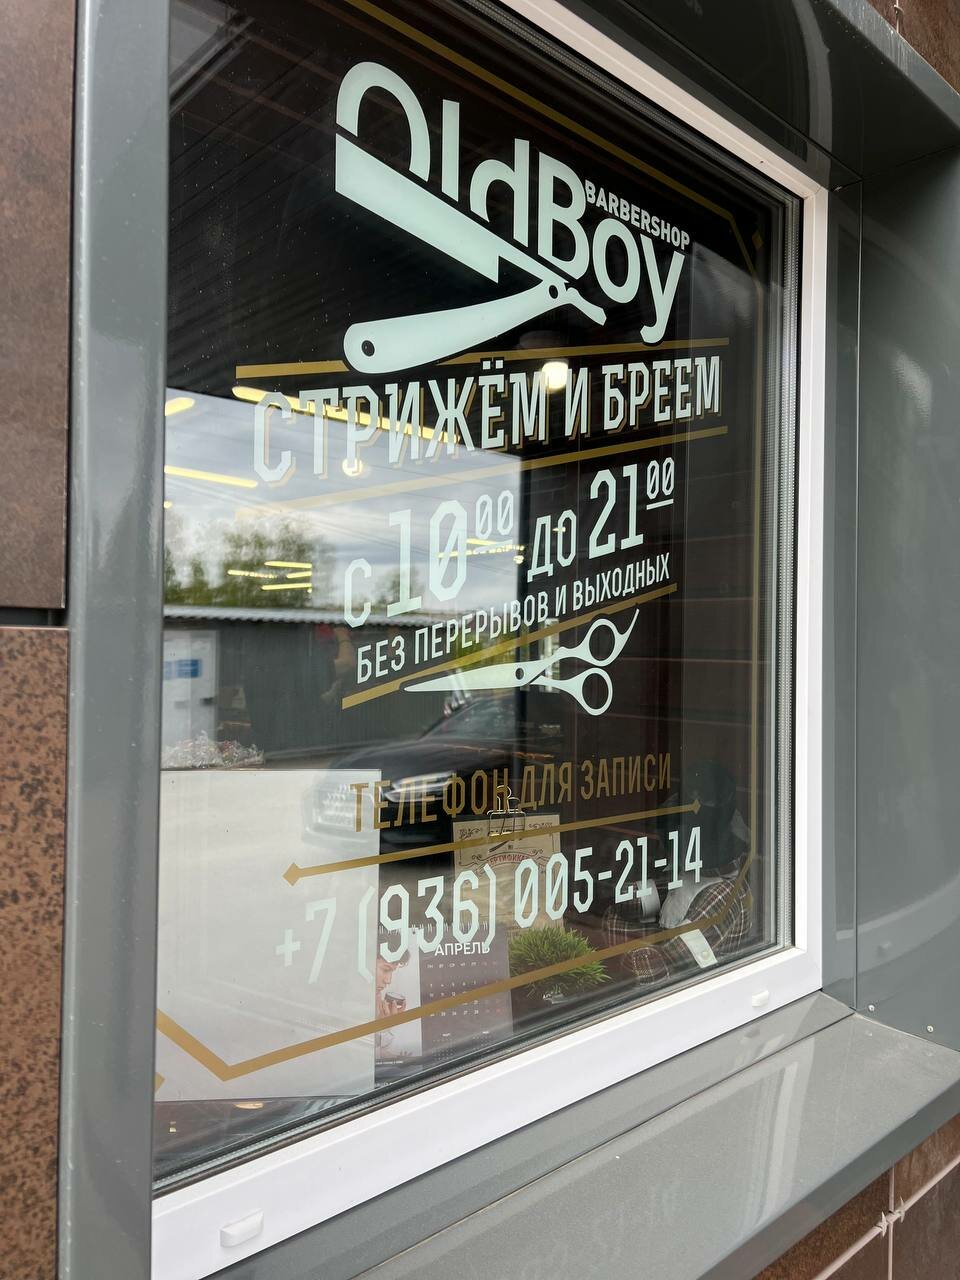 OldBoy
BARBERSHOP
СТРИЖЁМ И БРЕЕМ
с 10⁰⁰ до 21⁰⁰
БЕЗ ПЕРЕРЫВОВ И ВЫХОДНЫХ
ТЕЛЕФОН ДЛЯ ЗАПИСИ
+7 (936) 005-21-14
АПРЕЛЬ